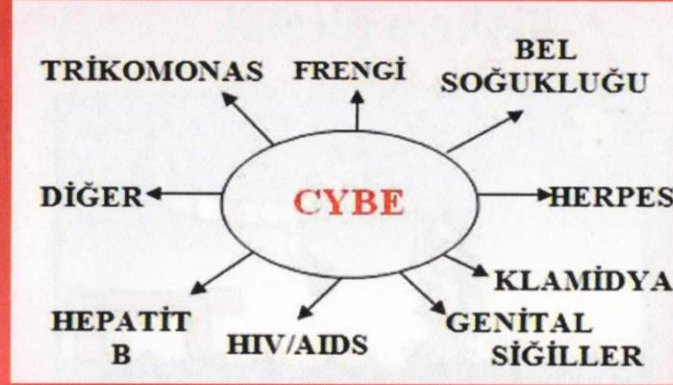 TRİKOMONAS
FRENGİ
BEL
SOĞUKLUĞU
DİĞER
CYBE
HERPES
KLAMİDYA
HEPATİT
B
HIV/AIDS
GENİTAL
SİĞİLLER